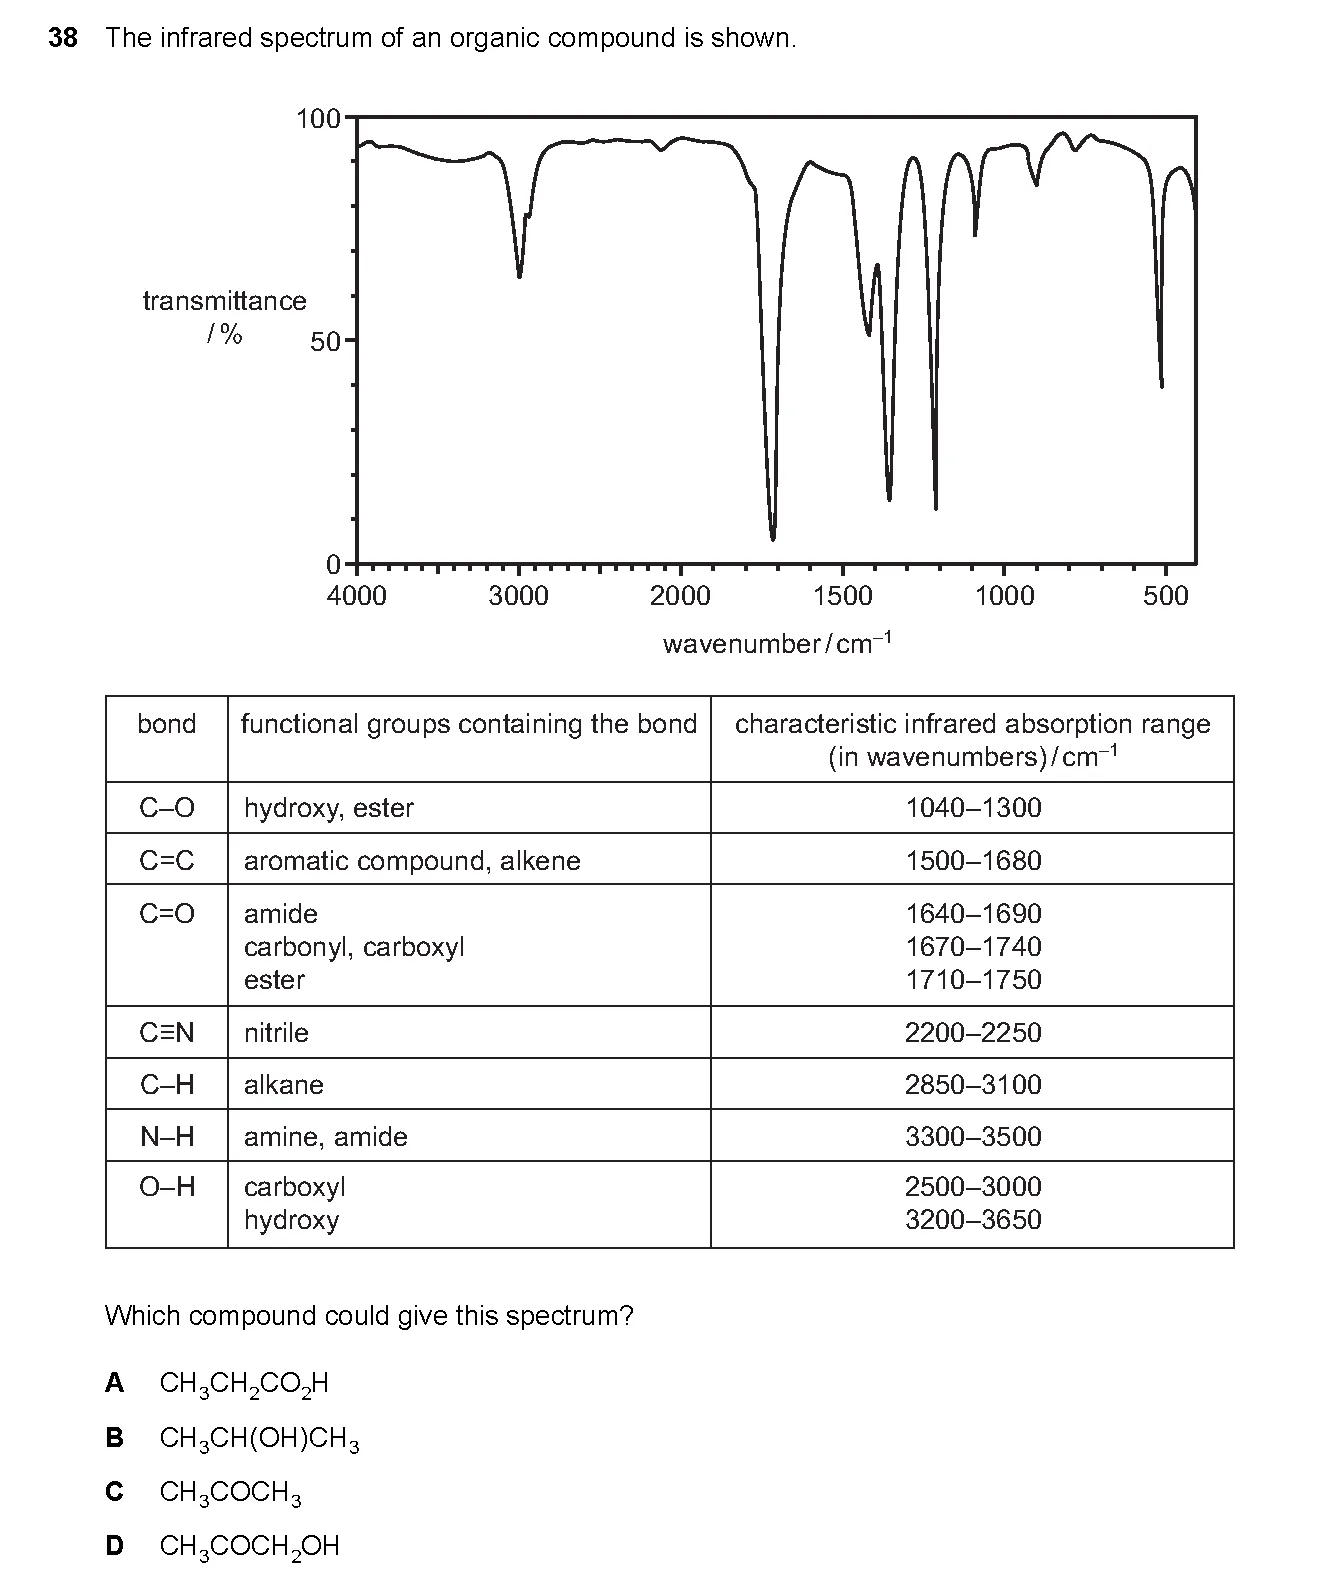 38 The infrared spectrum of an organic compound is shown.
100
transmittance
/ %
50
0
4000 3000 2000 1500 1000 500
wavenumber / cm⁻¹
bond functional groups containing the bond characteristic infrared absorption range
(in wavenumbers) / cm⁻¹
C–O hydroxy, ester 1040–1300
C=C aromatic compound, alkene 1500–1680
C=O amide 1640–1690
carbonyl, carboxyl 1670–1740
ester 1710–1750
C≡N nitrile 2200–2250
C–H alkane 2850–3100
N–H amine, amide 3300–3500
O–H carboxyl 2500–3000
hydroxy 3200–3650
Which compound could give this spectrum?
A CH₃CH₂CO₂H
B CH₃CH(OH)CH₃
C CH₃COCH₃
D CH₃COCH₂OH